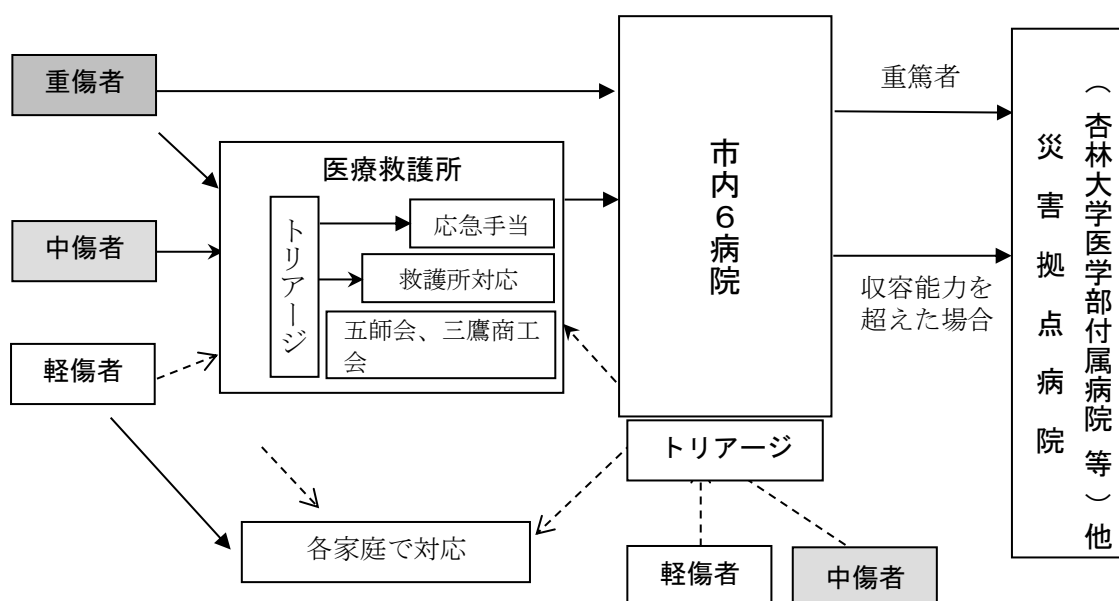 重傷者
中傷者
軽傷者
医療救護所
トリアージ
応急手当
救護所対応
五師会、三鷹商工
会
各家庭で対応
市内6病院
トリアージ
軽傷者
中傷者
重篤者
収容能力を
超えた場合
災害拠点病院
(杏林大学医学部付属病院等)他